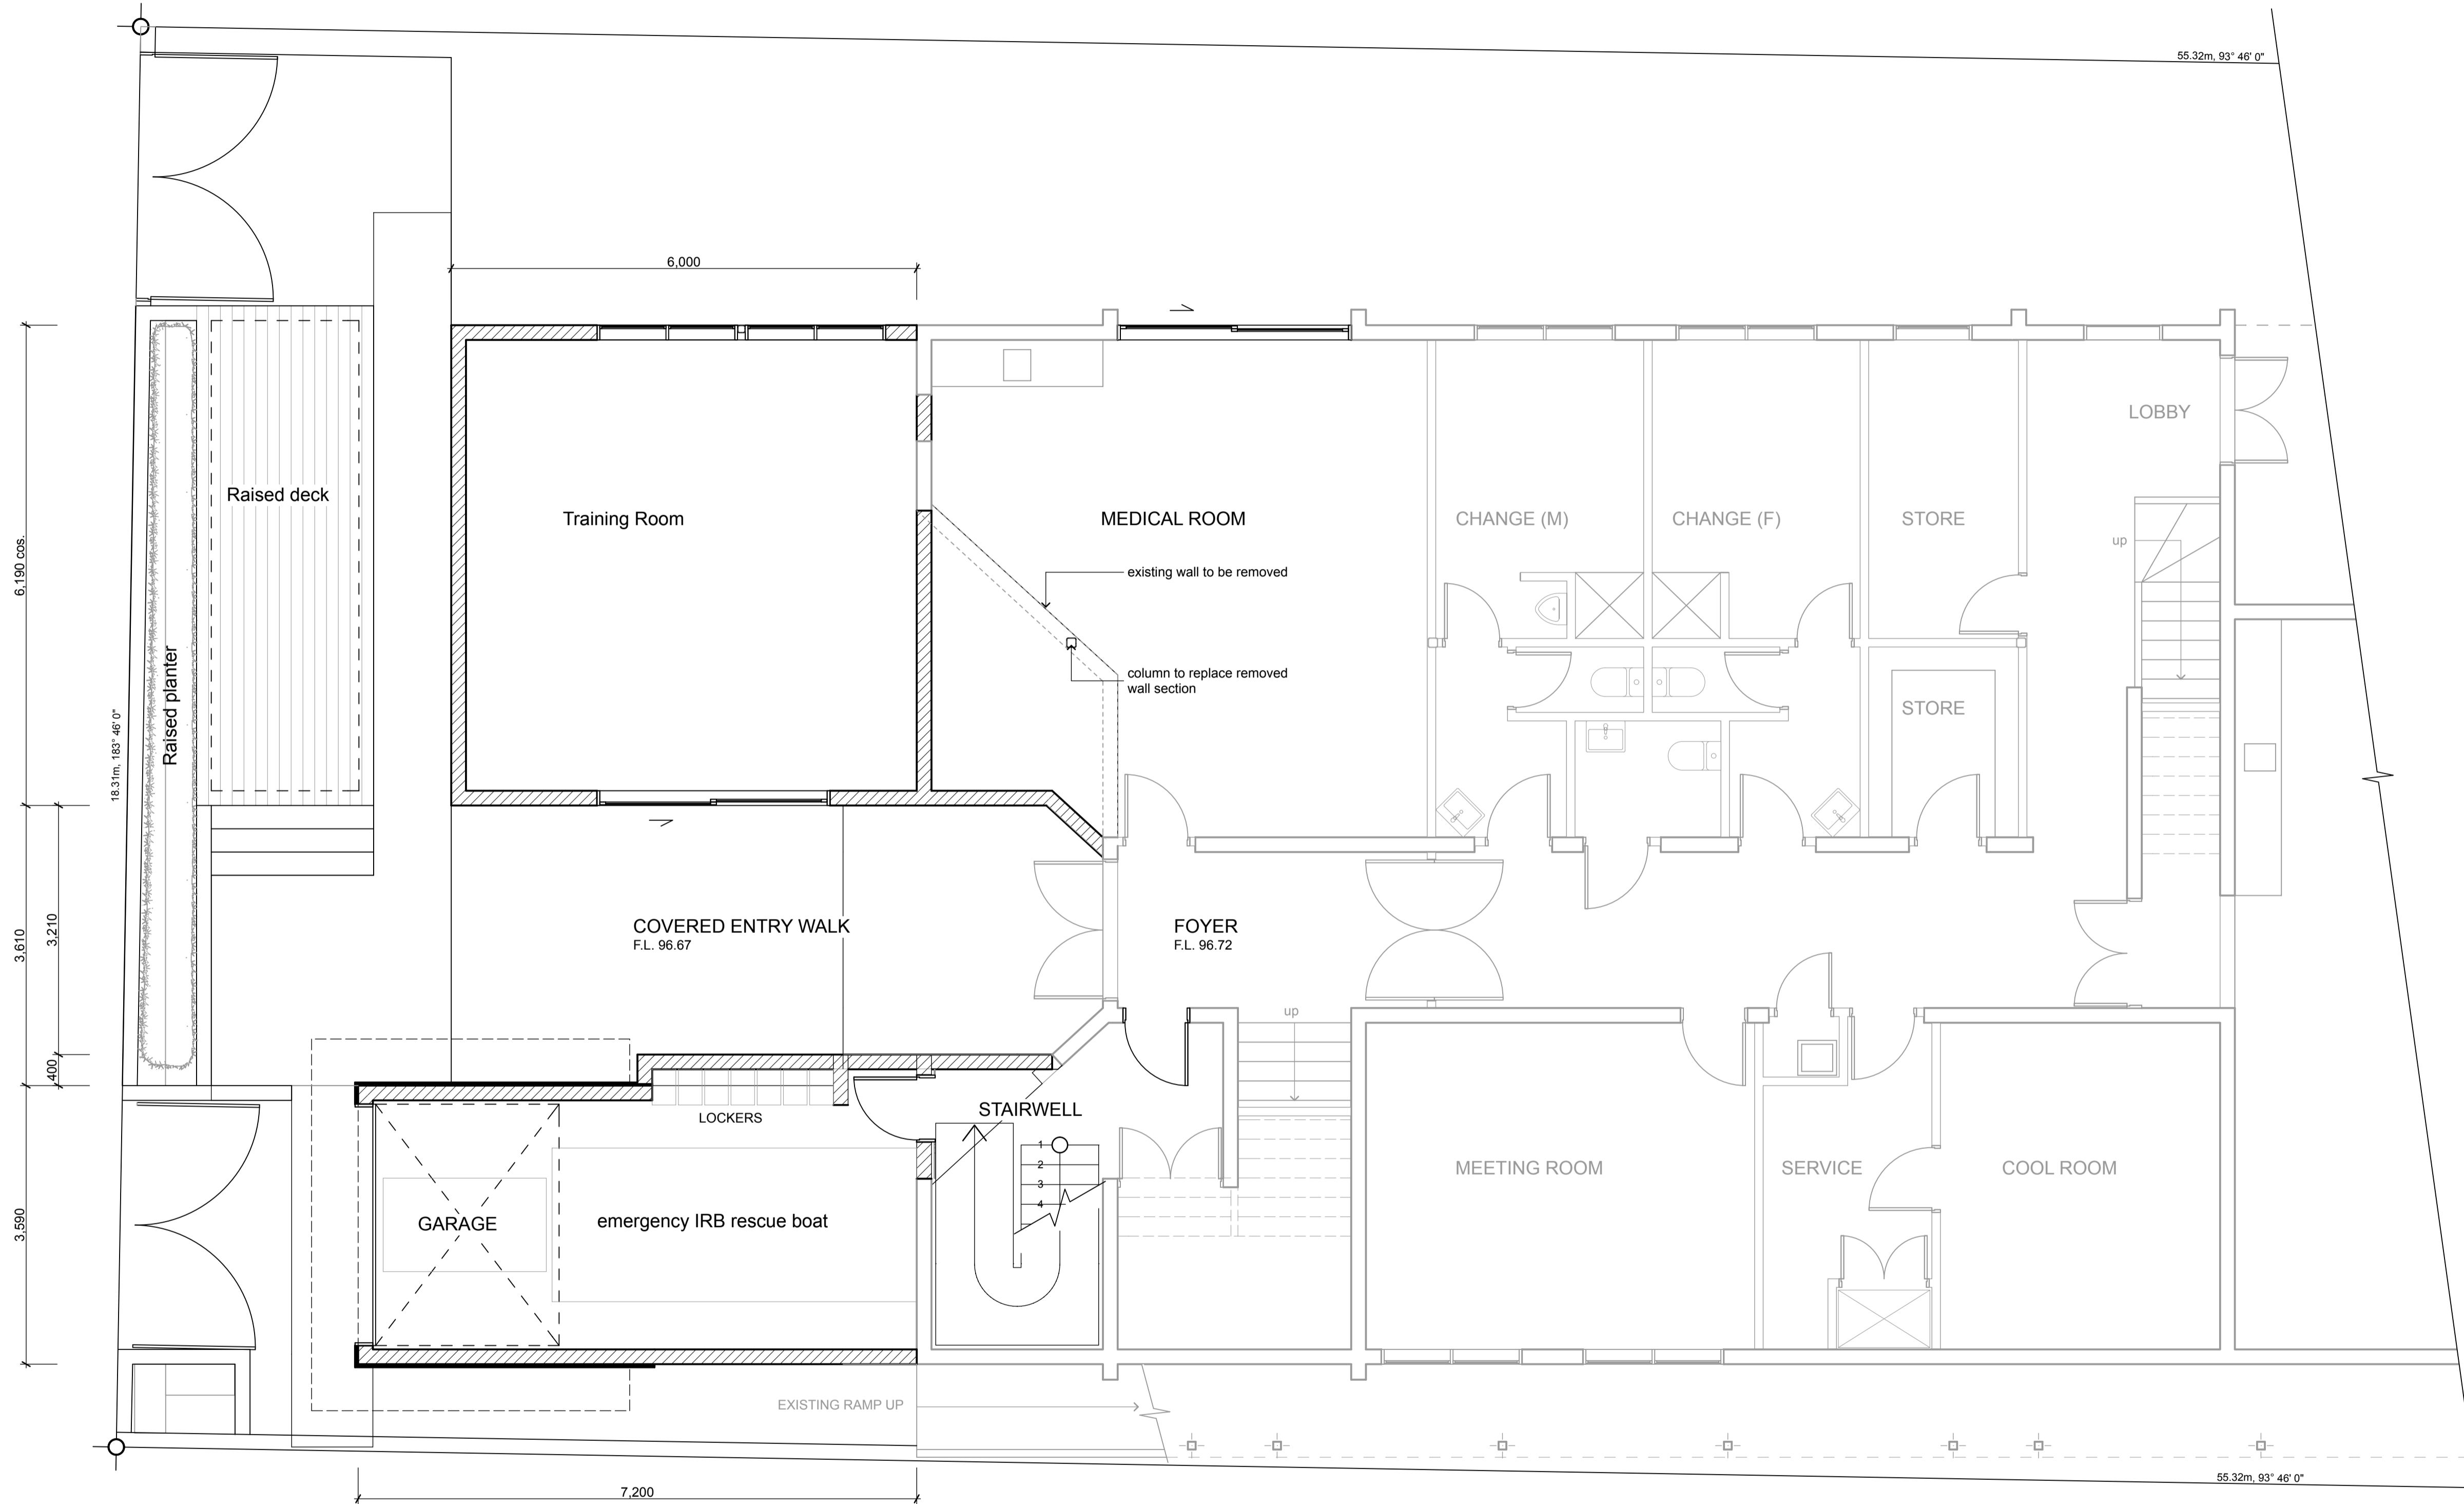 55.32m, 93° 46' 0"
6,000
LOBBY
Raised deck
Training Room
MEDICAL ROOM
CHANGE (M)
CHANGE (F)
STORE
up
6,190 cos.
existing wall to be removed
column to replace removed
wall section
Raised planter
18.31m, 183° 46' 0"
STORE
COVERED ENTRY WALK
F.L. 96.67
FOYER
F.L. 96.72
3,610
3,210
400
up
LOCKERS
STAIRWELL
1
2
3
4
MEETING ROOM
SERVICE
COOL ROOM
GARAGE
emergency IRB rescue boat
3,590
EXISTING RAMP UP
55.32m, 93° 46' 0"
7,200